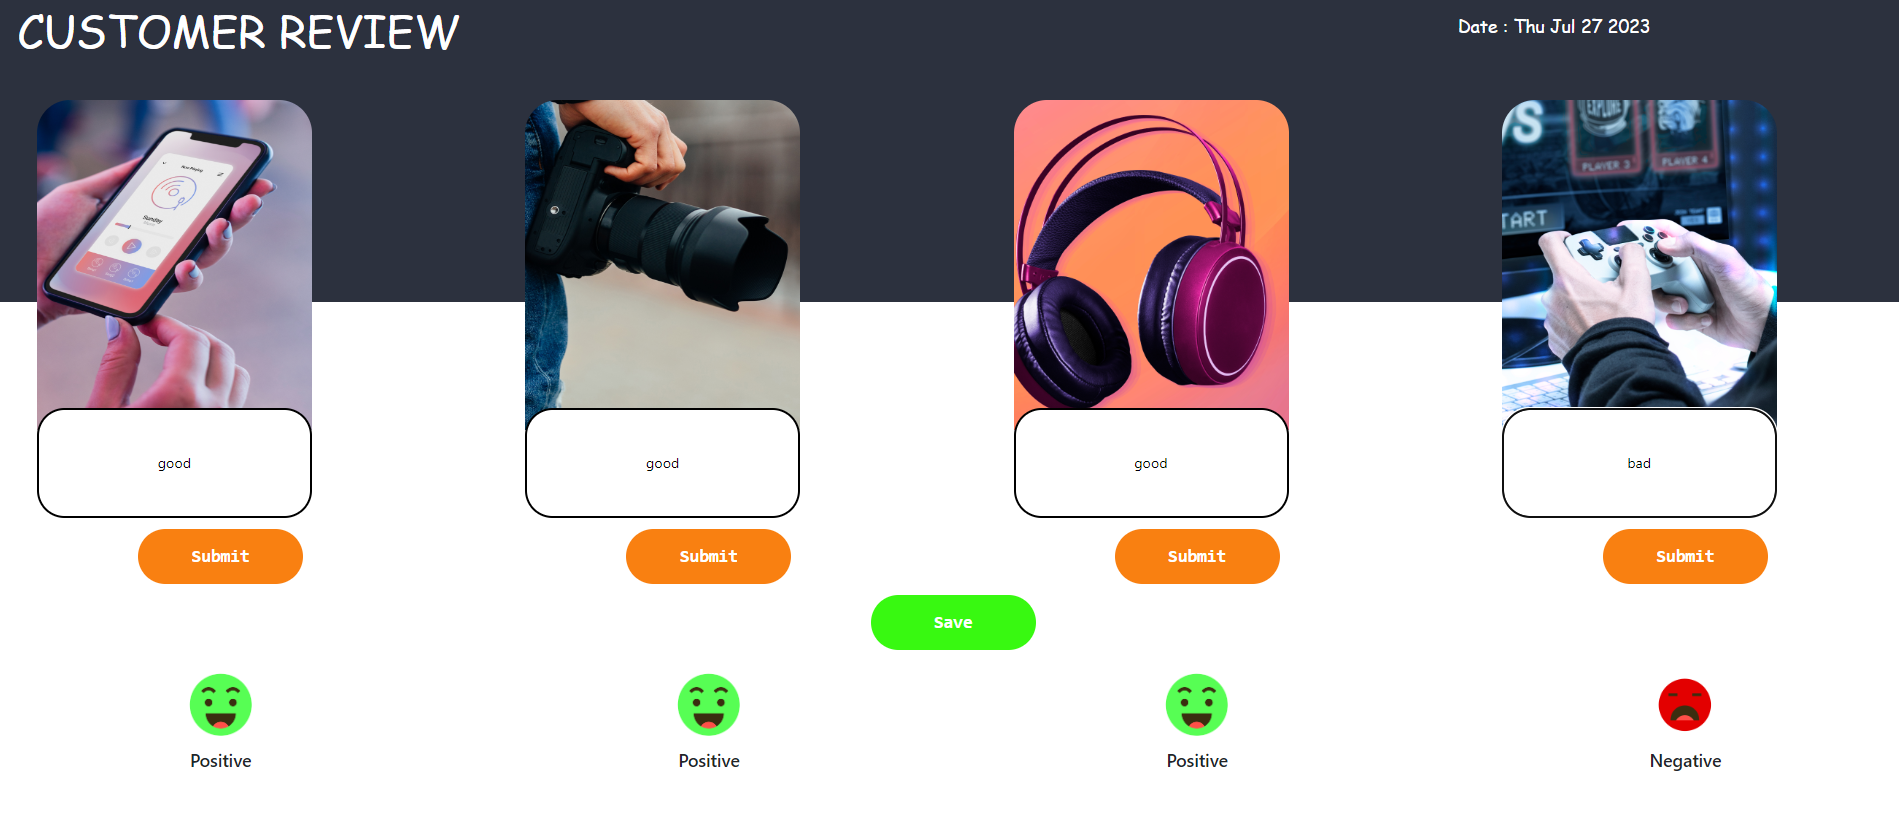 CUSTOMER REVIEW
Date : Thu Jul 27 2023
Now Playing
Sunday
EXPLORE
PLAYER 3
PLAYER 4
START
good
good
good
bad
Submit
Submit
Submit
Submit
Save
Positive
Positive
Positive
Negative